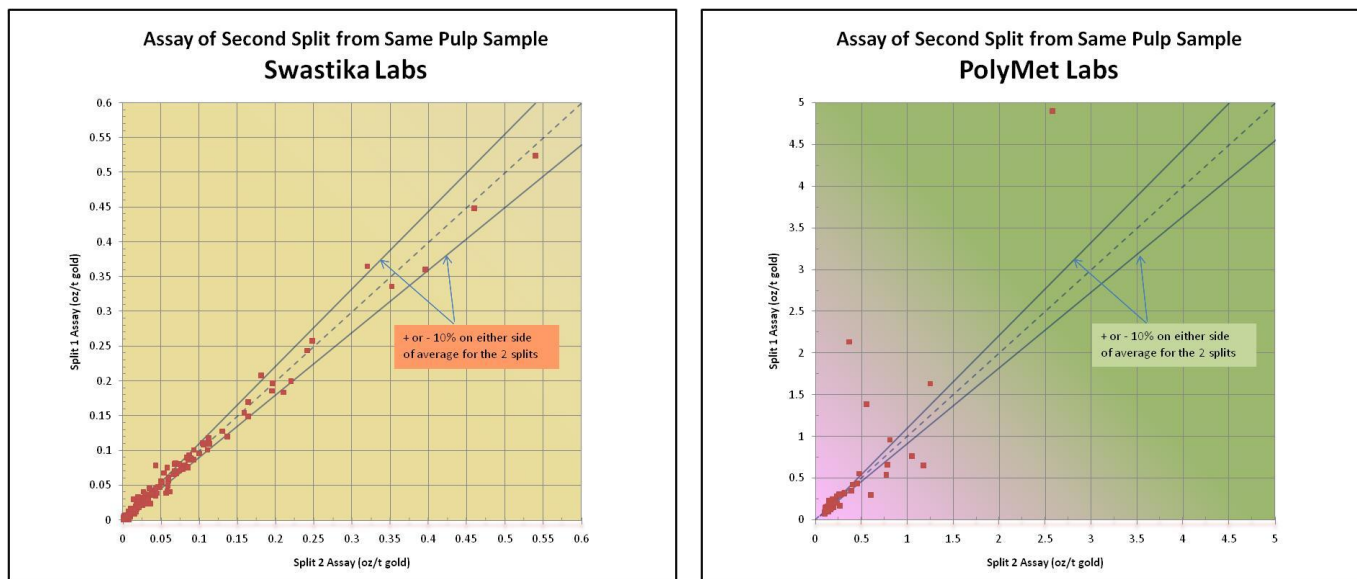 Assay of Second Split from Same Pulp Sample
Swastika Labs
0.6
0.55
0.5
0.45
0.4
0.35
0.3
0.25
0.2
0.15
0.1
0.05
0
Split 1 Assay (oz/t gold)
+ or - 10% on either side
of average for the 2 splits
0 0.05 0.1 0.15 0.2 0.25 0.3 0.35 0.4 0.45 0.5 0.55 0.6
Split 2 Assay (oz/t gold)
Assay of Second Split from Same Pulp Sample
PolyMet Labs
5
4.5
4
3.5
3
2.5
2
1.5
1
0.5
0
Split 1 Assay (oz/t gold)
+ or - 10% on either side
of average for the 2 splits
0 0.5 1 1.5 2 2.5 3 3.5 4 4.5 5
Split 2 Assay (oz/t gold)